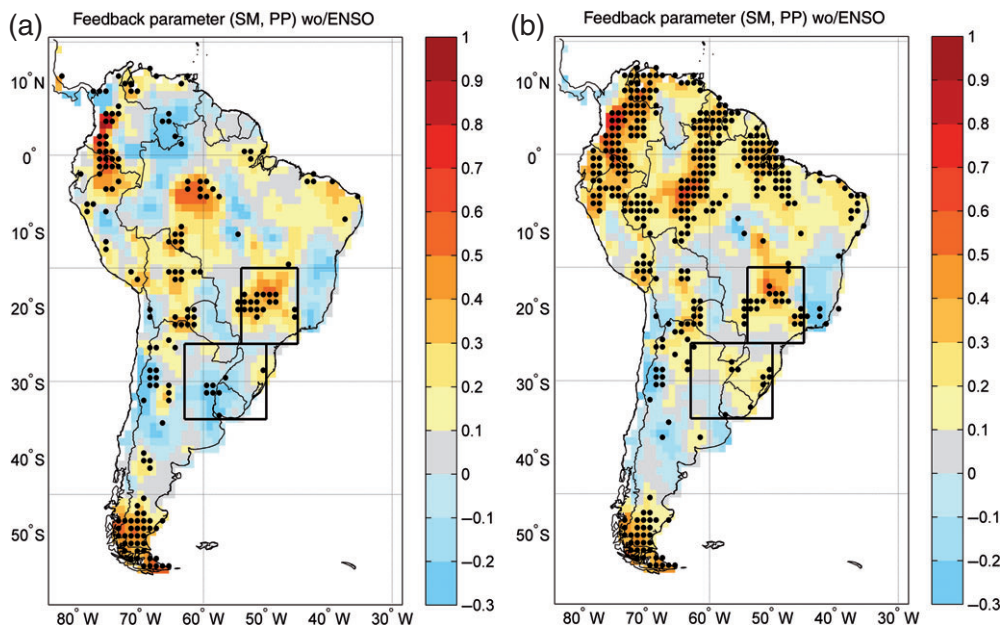 (a)
Feedback parameter (SM, PP) wo/ENSO
10°N
0°
10°S
20°S
30°S
40°S
50°S
80°W
70°W
60°W
50°W
40°W
30°W
1
0.9
0.8
0.7
0.6
0.5
0.4
0.3
0.2
0.1
0
−0.1
−0.2
−0.3
(b)
Feedback parameter (SM, PP) wo/ENSO
10°N
0°
10°S
20°S
30°S
40°S
50°S
80°W
70°W
60°W
50°W
40°W
30°W
1
0.9
0.8
0.7
0.6
0.5
0.4
0.3
0.2
0.1
0
−0.1
−0.2
−0.3